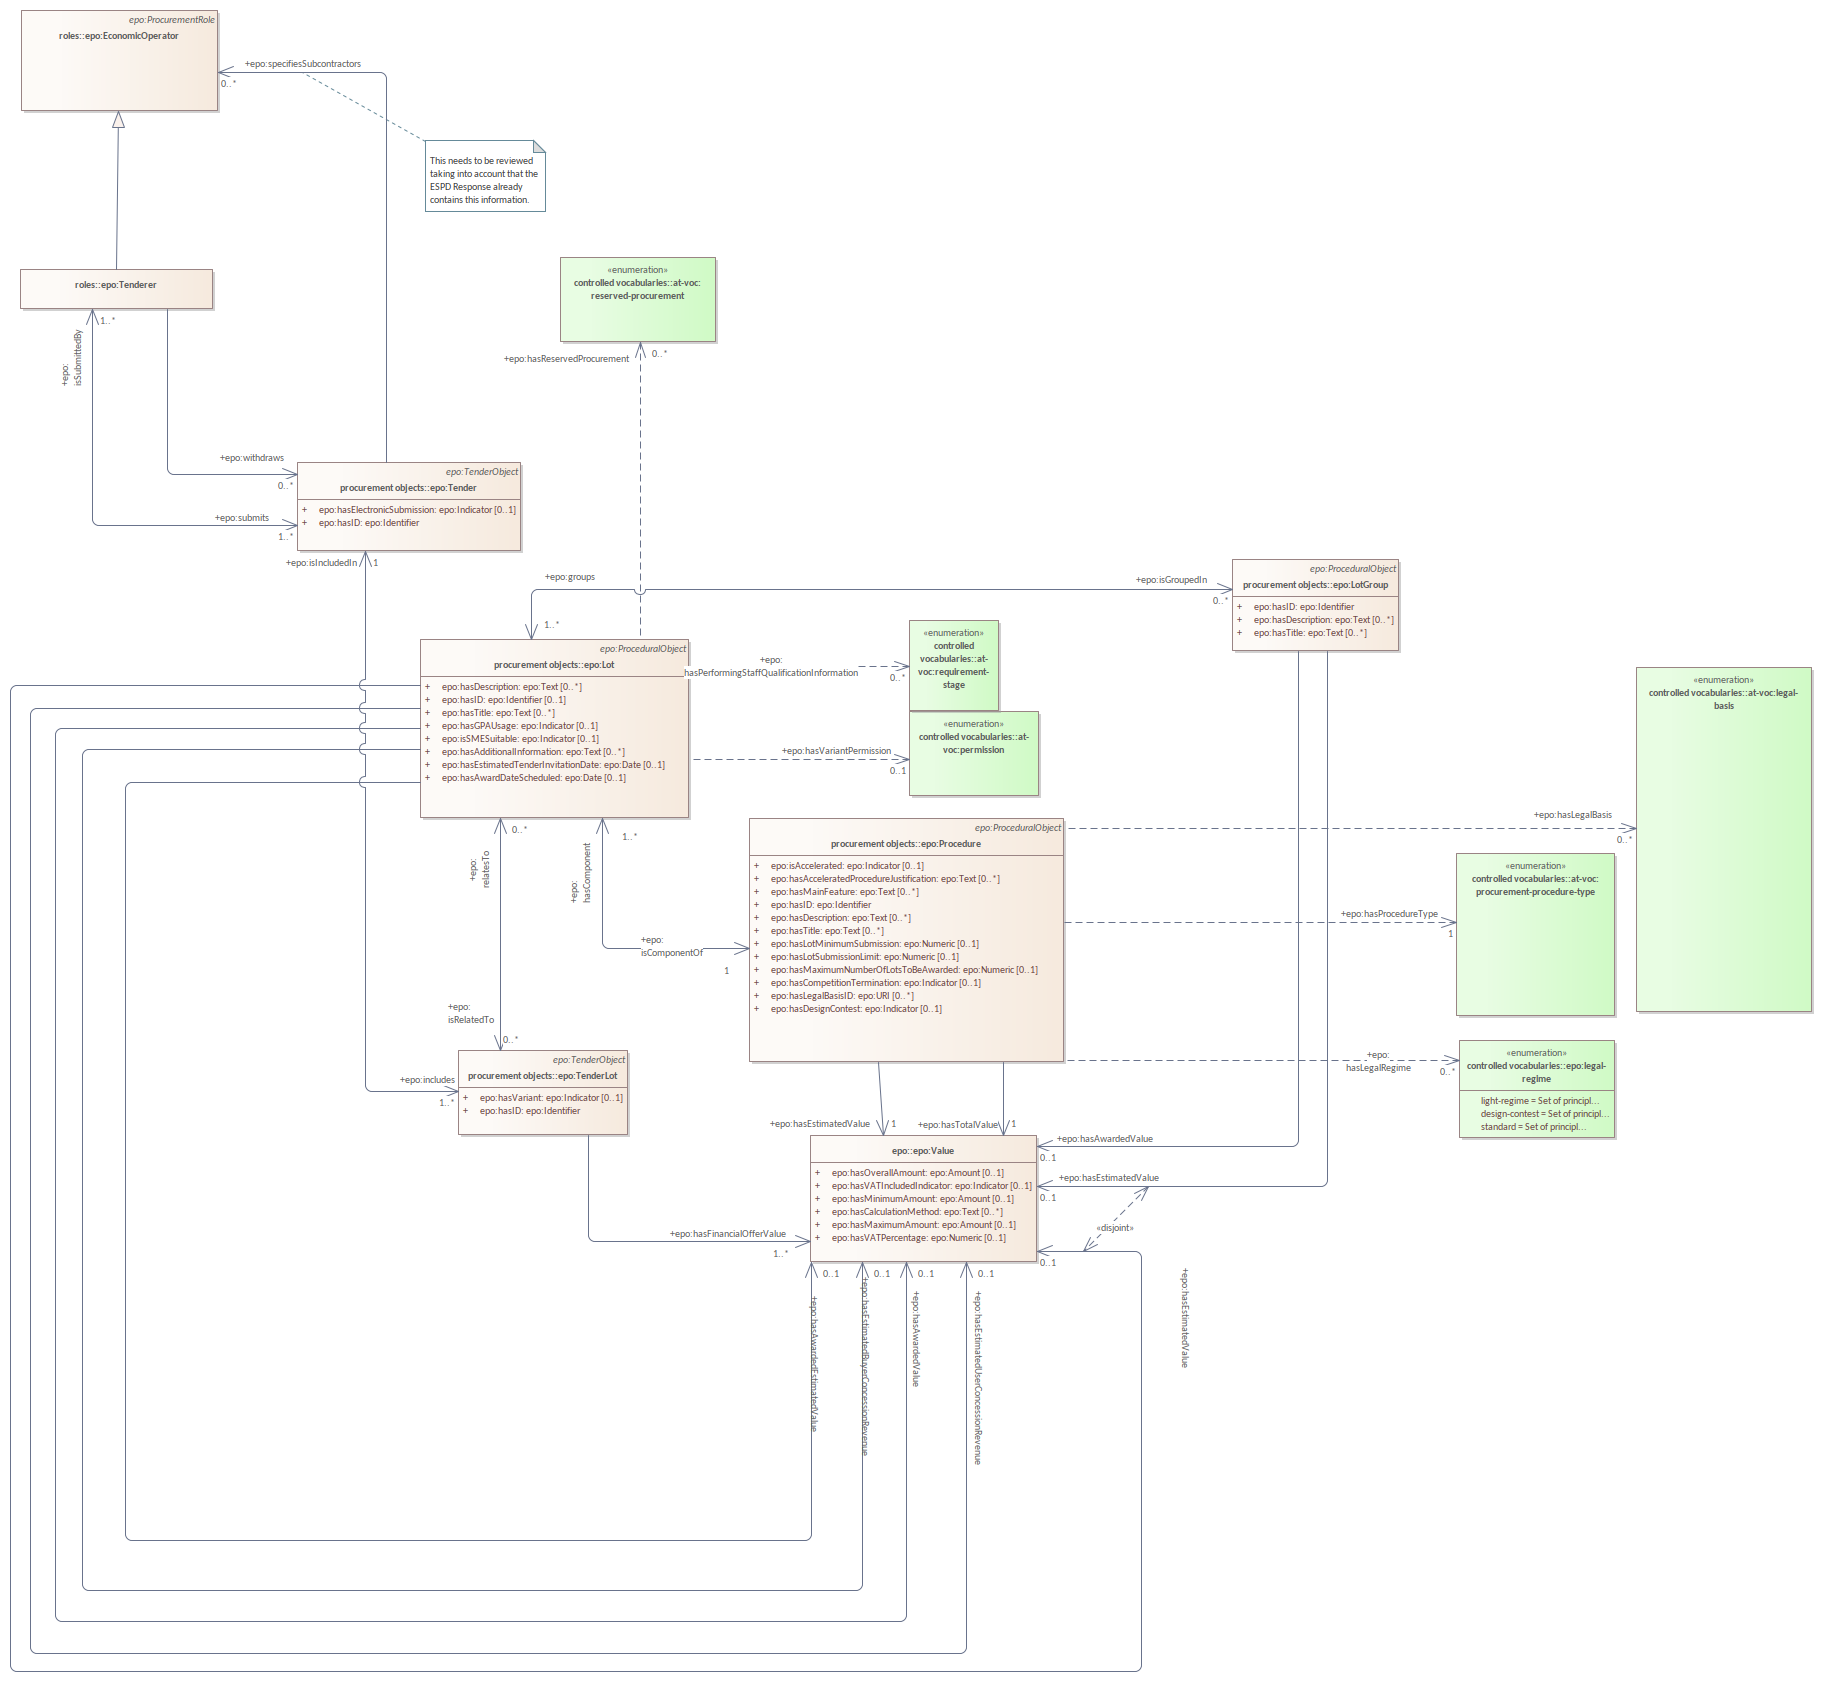 epo:ProcurementRole
roles::epo:EconomicOperator
+epo:specifiesSubcontractors
0..*
This needs to be reviewed
taking into account that the
ESPD Response already
contains this information.
roles::epo:Tenderer
1..*
+epo:
isSubmittedBy
«enumeration»
controlled vocabularies::at-voc:
reserved-procurement
+epo:hasReservedProcurement
0..*
+epo:withdraws
0..*
+epo:submits
1..*
epo:TenderObject
procurement objects::epo:Tender
+ epo:hasElectronicSubmission: epo:Indicator [0..1]
+ epo:hasID: epo:Identifier
+epo:isIncludedIn
1
+epo:groups
1..*
+epo:isGroupedIn
0..*
epo:ProceduralObject
procurement objects::epo:LotGroup
+ epo:hasID: epo:Identifier
+ epo:hasDescription: epo:Text [0..*]
+ epo:hasTitle: epo:Text [0..*]
epo:ProceduralObject
procurement objects::epo:Lot
+ epo:hasDescription: epo:Text [0..*]
+ epo:hasID: epo:Identifier [0..1]
+ epo:hasTitle: epo:Text [0..*]
+ epo:hasGPAUsage: epo:Indicator [0..1]
+ epo:isSMESuitable: epo:Indicator [0..1]
+ epo:hasAdditionalInformation: epo:Text [0..*]
+ epo:hasEstimatedTenderInvitationDate: epo:Date [0..1]
+ epo:hasAwardDateScheduled: epo:Date [0..1]
+epo:
hasPerformingStaffQualificationInformation
0..*
«enumeration»
controlled
vocabularies::at-
voc:requirement-
stage
+epo:hasVariantPermission
0..1
«enumeration»
controlled vocabularies::at-
voc:permission
«enumeration»
controlled vocabularies::at-voc:legal-
basis
+epo:hasLegalBasis
0..*
0..*
+epo:
relatesTo
1..*
+epo:
hasComponent
+epo:
isComponentOf
1
epo:ProceduralObject
procurement objects::epo:Procedure
+ epo:isAccelerated: epo:Indicator [0..1]
+ epo:hasAcceleratedProcedureJustification: epo:Text [0..*]
+ epo:hasMainFeature: epo:Text [0..*]
+ epo:hasID: epo:Identifier
+ epo:hasDescription: epo:Text [0..*]
+ epo:hasTitle: epo:Text [0..*]
+ epo:hasLotMinimumSubmission: epo:Numeric [0..1]
+ epo:hasLotSubmissionLimit: epo:Numeric [0..1]
+ epo:hasMaximumNumberOfLotsToBeAwarded: epo:Numeric [0..1]
+ epo:hasCompetitionTermination: epo:Indicator [0..1]
+ epo:hasLegalBasisID: epo:URI [0..*]
+ epo:hasDesignContest: epo:Indicator [0..1]
«enumeration»
controlled vocabularies::at-voc:
procurement-procedure-type
+epo:hasProcedureType
1
+epo:
isRelatedTo
0..*
+epo:
hasLegalRegime
0..*
«enumeration»
controlled vocabularies::epo:legal-
regime
light-regime = Set of principl...
design-contest = Set of principl...
standard = Set of principl...
epo:TenderObject
procurement objects::epo:TenderLot
+ epo:hasVariant: epo:Indicator [0..1]
+ epo:hasID: epo:Identifier
+epo:includes
1..*
+epo:hasEstimatedValue
1
+epo:hasTotalValue
1
epo::epo:Value
+ epo:hasOverallAmount: epo:Amount [0..1]
+ epo:hasVATIncludedIndicator: epo:Indicator [0..1]
+ epo:hasMinimumAmount: epo:Amount [0..1]
+ epo:hasCalculationMethod: epo:Text [0..*]
+ epo:hasMaximumAmount: epo:Amount [0..1]
+ epo:hasVATPercentage: epo:Numeric [0..1]
+epo:hasAwardedValue
0..1
+epo:hasEstimatedValue
0..1
«disjoint»
+epo:hasFinancialOfferValue
1..*
0..1
+epo:hasEstimatedValue
0..1
+epo:hasAwardedEstimatedValue
0..1
+epo:hasEstimatedBuyerConcessionRevenue
0..1
+epo:hasAwardedValue
0..1
+epo:hasEstimatedUserConcessionRevenue